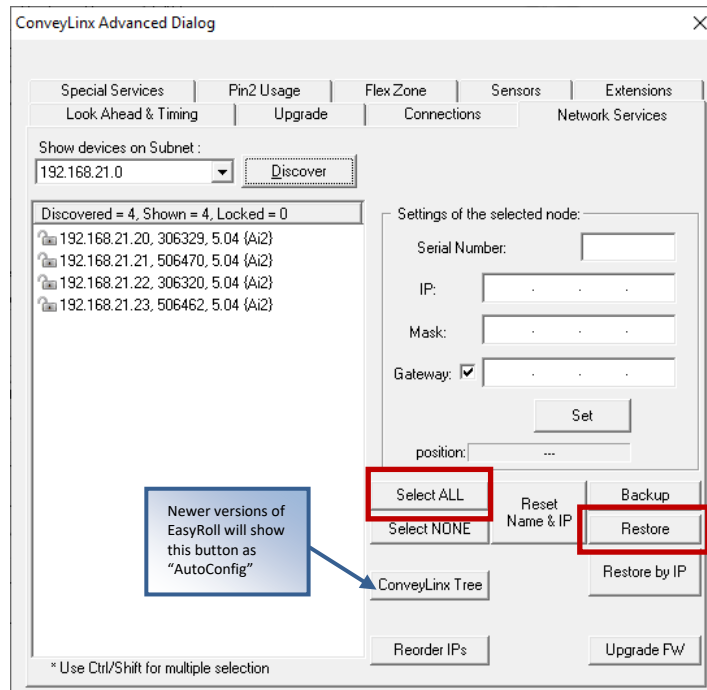 ConveyLinx Advanced Dialog
Special Services
Pin2 Usage
Flex Zone
Sensors
Extensions
Look Ahead & Timing
Upgrade
Connections
Network Services
Show devices on Subnet :
192.168.21.0
Discover
Discovered = 4, Shown = 4, Locked = 0
192.168.21.20, 306329, 5.04 {Ai2}
192.168.21.21, 506470, 5.04 {Ai2}
192.168.21.22, 306320, 5.04 {Ai2}
192.168.21.23, 506462, 5.04 {Ai2}
* Use Ctrl/Shift for multiple selection
Settings of the selected node:
Serial Number:
IP:
Mask:
Gateway:
Set
position:
---
Select ALL
Select NONE
Reset
Name & IP
Backup
Restore
Restore by IP
ConveyLinx Tree
Reorder IPs
Upgrade FW
Newer versions of
EasyRoll will show
this button as
“AutoConfig”